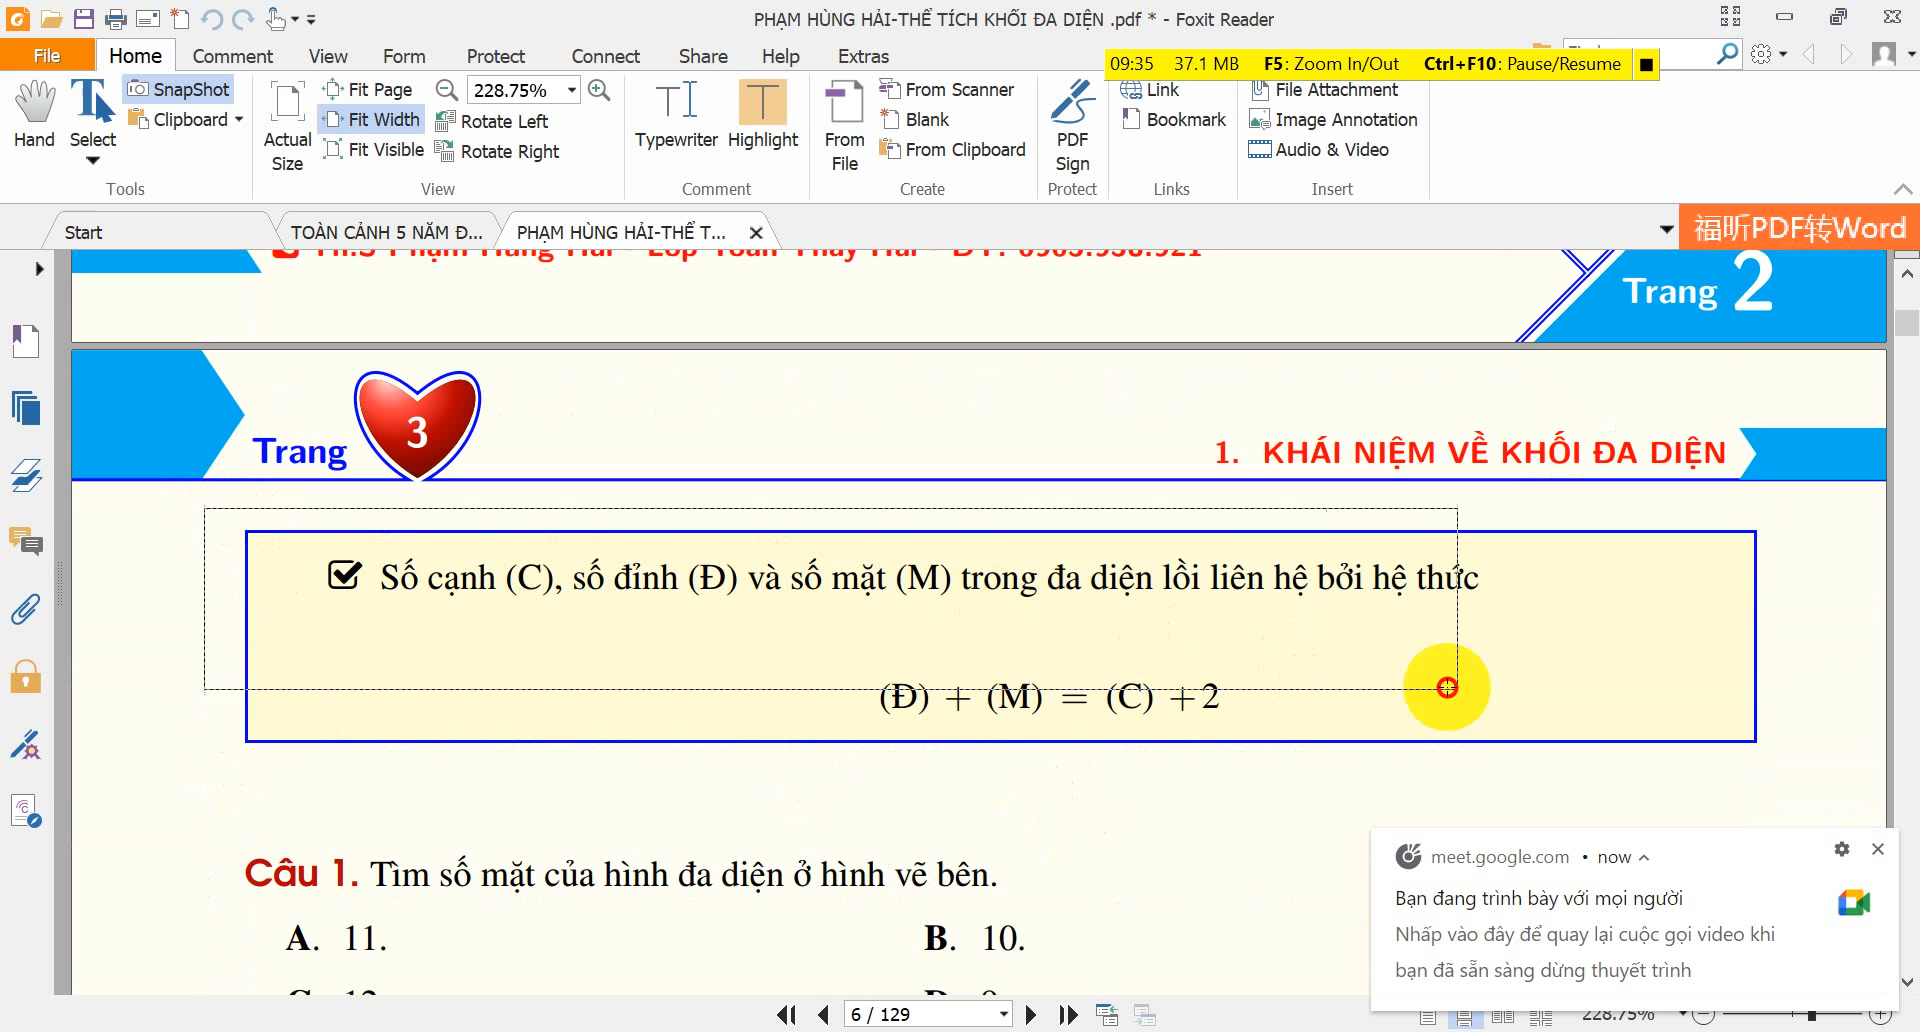 PHẠM HÙNG HẢI-THỂ TÍCH KHỐI ĐA DIỆN .pdf * - Foxit Reader
File Home Comment View Form Protect Connect Share Help Extras
09:35 37.1 MB F5: Zoom In/Out Ctrl+F10: Pause/Resume
Hand
Select
SnapShot
Clipboard
Tools
Actual Size
Fit Page
Fit Width
Fit Visible
228.75%
Rotate Left
Rotate Right
View
Typewriter
Highlight
Comment
From File
From Scanner
Blank
From Clipboard
Create
PDF Sign
Protect
Link
Bookmark
Links
File Attachment
Image Annotation
Audio & Video
Insert
Start
TOÀN CẢNH 5 NĂM Đ...
PHẠM HÙNG HẢI-THỂ T...
福昕PDF转Word
Trang 2
Trang 3
1. KHÁI NIỆM VỀ KHỐI ĐA DIỆN
Số cạnh (C), số đỉnh (Đ) và số mặt (M) trong đa diện lồi liên hệ bởi hệ thức
(Đ) + (M) = (C) +2
Câu 1. Tìm số mặt của hình đa diện ở hình vẽ bên.
A. 11.
B. 10.
meet.google.com • now
Bạn đang trình bày với mọi người
Nhấp vào đây để quay lại cuộc gọi video khi
bạn đã sẵn sàng dừng thuyết trình
6 / 129
228.75%